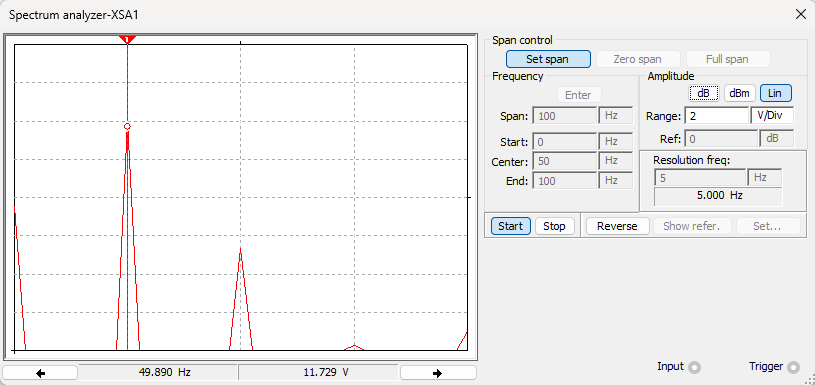 Spectrum analyzer-XSA1
1
Span control
Set span Zero span Full span
Frequency
Enter
Span: 100 Hz
Start: 0 Hz
Center: 50 Hz
End: 100 Hz
Amplitude
dB dBm Lin
Range: 2 V/Div
Ref: 0 dB
Resolution freq:
5 Hz
5.000 Hz
Start Stop Reverse Show refer. Set...
49.890 Hz 11.729 V
Input Trigger